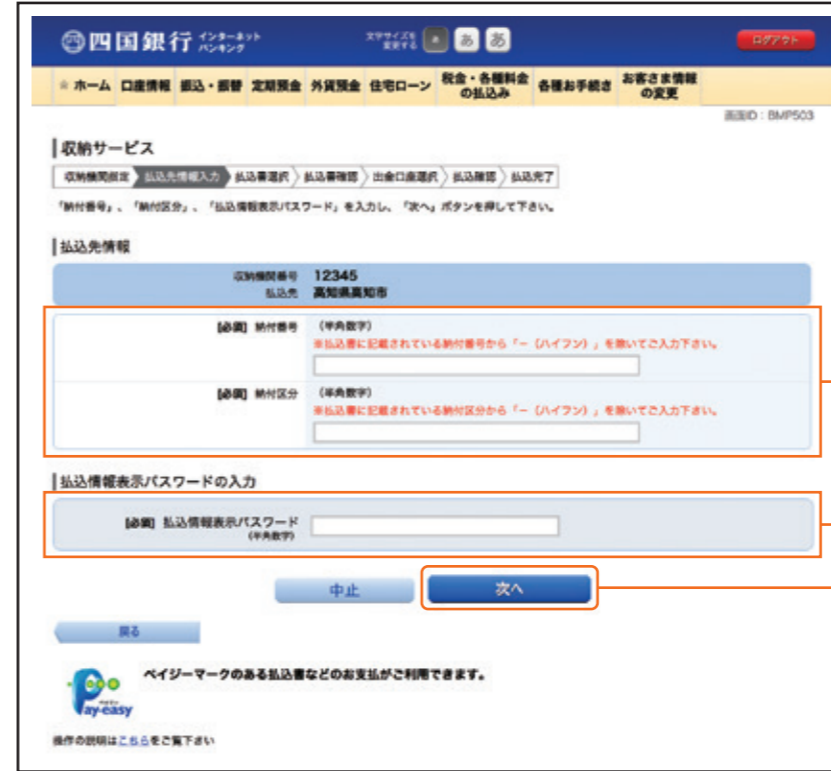 四国銀行 インターネットバンキング
文字サイズを変更する あ あ あ
ログアウト
ホーム 口座情報 振込・振替 定期預金 外貨預金 住宅ローン 税金・各種料金の払込み 各種お手続き お客さま情報の変更
画面ID：BMP503
収納サービス
収納機関指定 払込先情報入力 払込書選択 払込書確認 出金口座選択 払込確認 払込完了
「納付番号」、「納付区分」、「払込情報表示パスワード」を入力し、「次へ」ボタンを押して下さい。
払込先情報
収納機関番号 12345
払込先 高知県高知市
[必須] 納付番号 （半角数字）
※払込書に記載されている納付番号から「－（ハイフン）」を除いてご入力下さい。
[必須] 納付区分 （半角数字）
※払込書に記載されている納付区分から「－（ハイフン）」を除いてご入力下さい。
払込情報表示パスワードの入力
[必須] 払込情報表示パスワード
（半角数字）
中止 次へ
戻る
ペイジーマークのある払込書などのお支払がご利用できます。
Pay-easy
操作の説明はこちらをご覧下さい